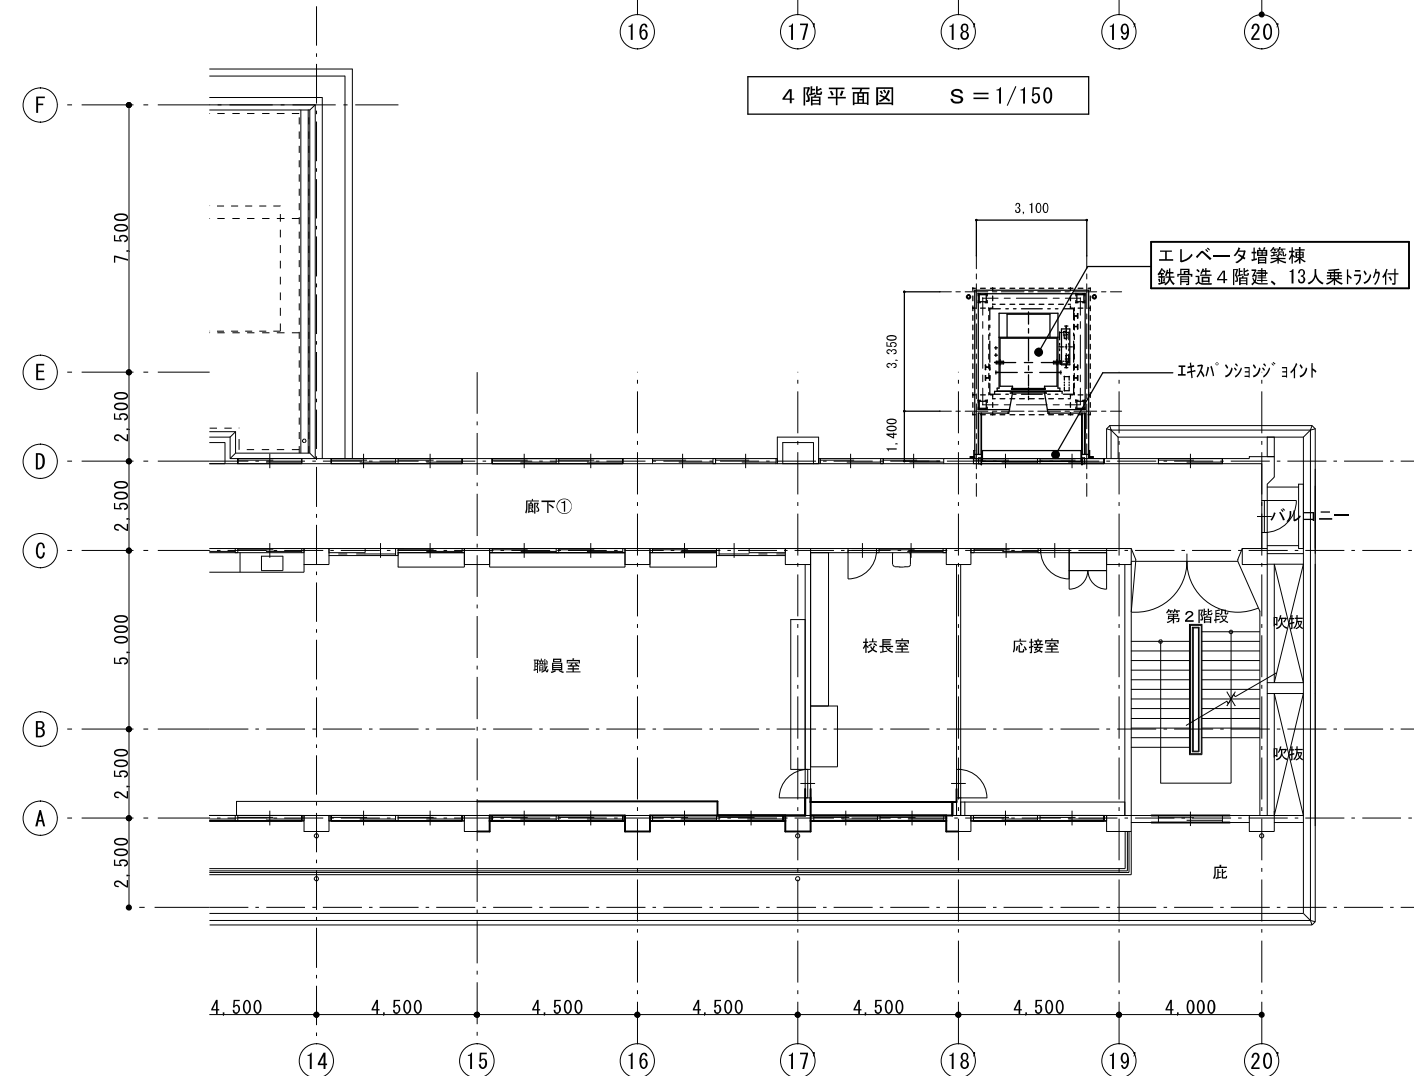 16
17
18
19
20
4階平面図 S=1/150
F
7,500
3,100
エレベータ増築棟
鉄骨造4階建、13人乗トランク付
3,350
E
エキスパンションジョイント
2,500
1,400
D
2,500
廊下①
バルコニー
C
第2階段
吹抜
5,000
職員室
校長室
応接室
B
2,500
吹抜
A
2,500
庇
4,500
4,500
4,500
4,500
4,500
4,500
4,000
14
15
16
17
18
19
20